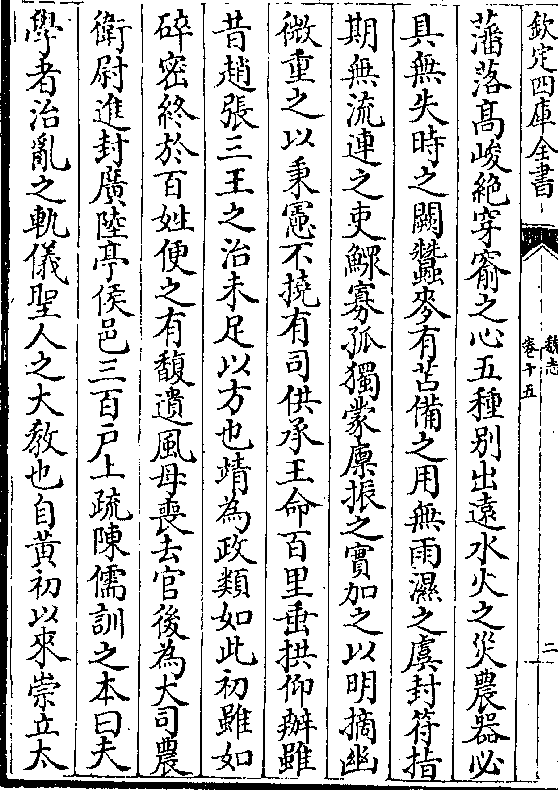 欽定四庫全書
魏志
卷十五
二
藩落髙峻絶穿窬之心五種别出遠水火之災農器必
具無失時之闕蠶麥有苫備之用無雨濕之虞封符指
期無流連之吏鰥寡孤獨蒙廪振之實加之以明摘幽
微重之以秉憲不撓有司供承王命百里垂拱仰辦雖
昔趙張三王之治未足以方也靖為政類如此初雖如
碎密終於百姓便之有馥遺風母喪去官後為大司農
衛尉進封廣陸亭侯邑三百戸上疏陳儒訓之本曰夫
學者治亂之軌儀聖人之大教也自黄初以來崇立太